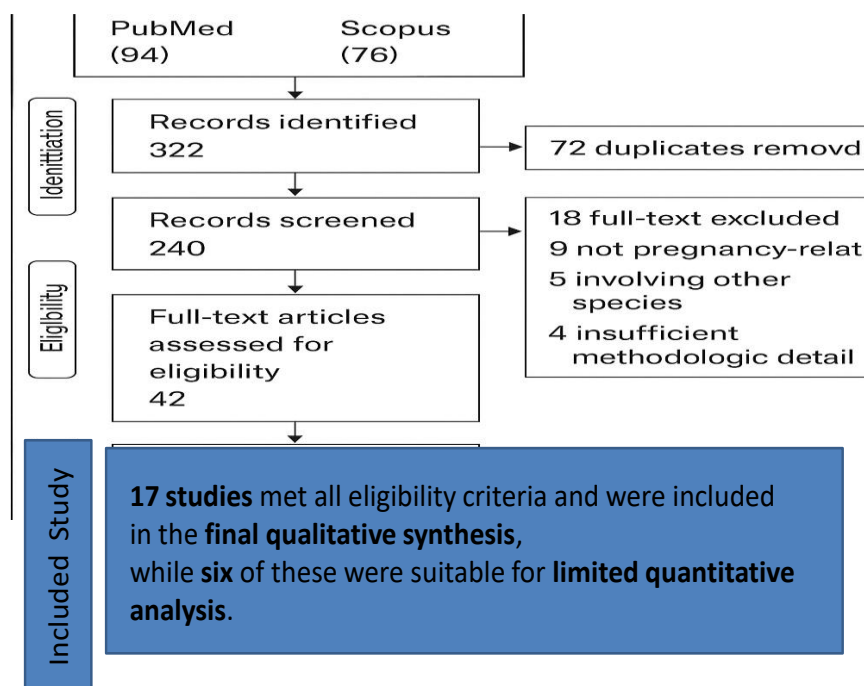 PubMed Scopus
(94) (76)
Idenittiation
Records identified
322
72 duplicates removd
Records screened
240
18 full-text excluded
9 not pregnancy-relat
5 involving other
species
4 insufficient
methodologic detail
Eliglbility
Full-text articles
assessed for
eligibility
42
Included Study
17 studies met all eligibility criteria and were included
in the final qualitative synthesis,
while six of these were suitable for limited quantitative
analysis.